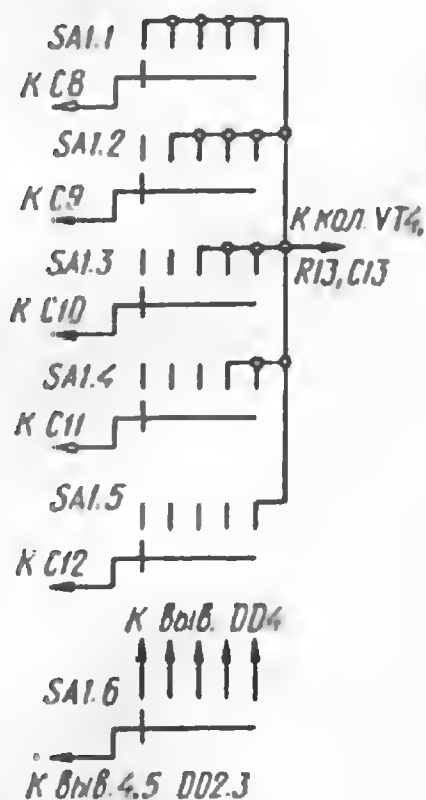 SA1.1
К С8
SA1.2
К С9
К кол. VT4,
SA1.3
R13, C13
К С10
SA1.4
К С11
SA1.5
К С12
К выв. DD4
SA1.6
К выв. 4.5 DD2.3